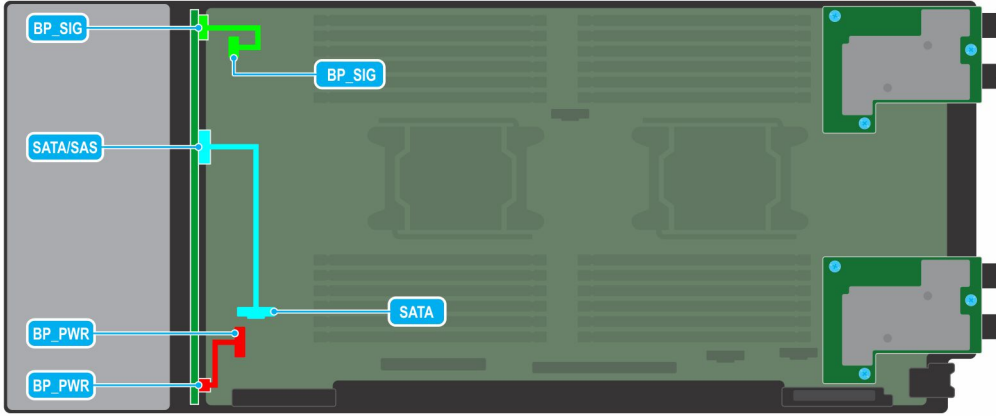 BP_SIG
BP_SIG
SATA/SAS
SATA
BP_PWR
BP_PWR